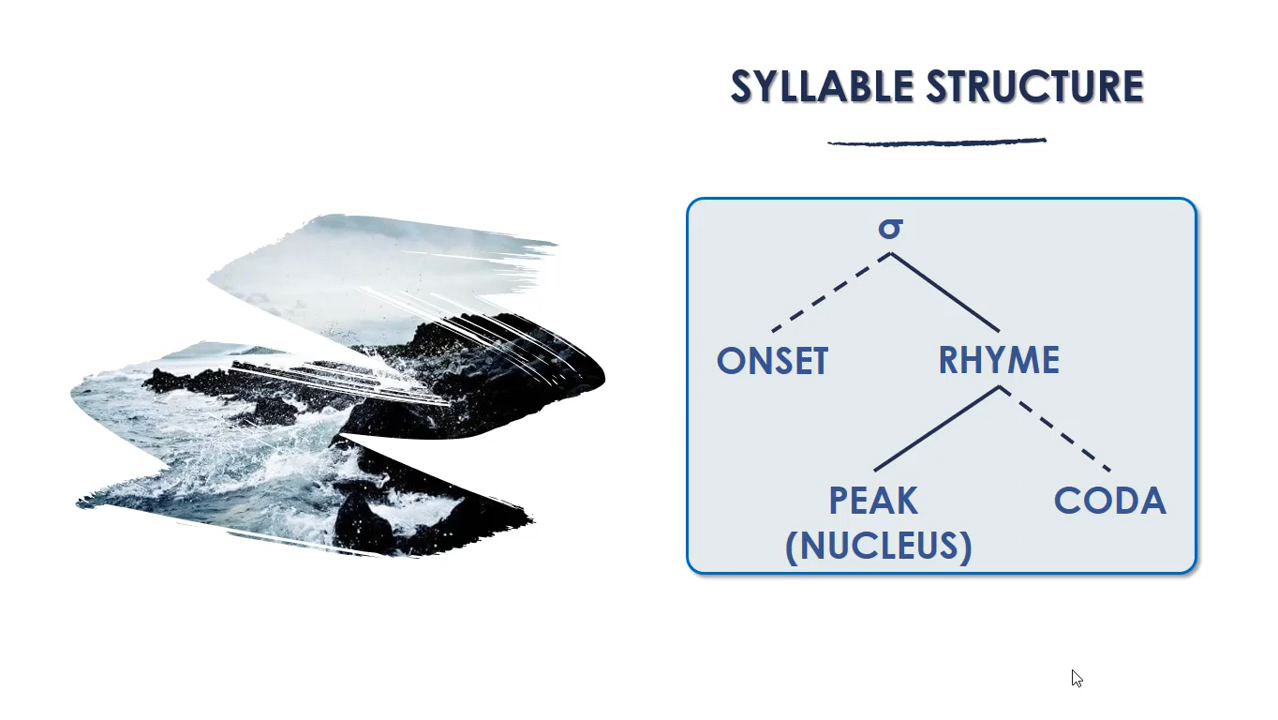 SYLLABLE STRUCTURE
σ
ONSET
RHYME
PEAK
(NUCLEUS)
CODA